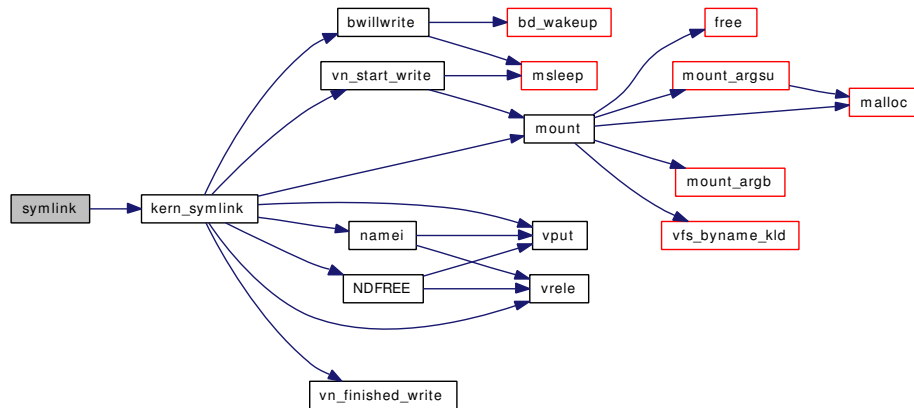 bwillwrite
bd_wakeup
free
vn_start_write
msleep
mount_argsu
malloc
mount
mount_argb
symlink
kern_symlink
namei
vput
vfs_byname_kld
NDFREE
vrele
vn_finished_write